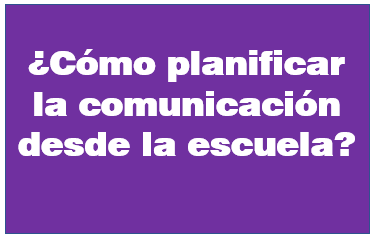 ¿Cómo planificar
la comunicación
desde la escuela?